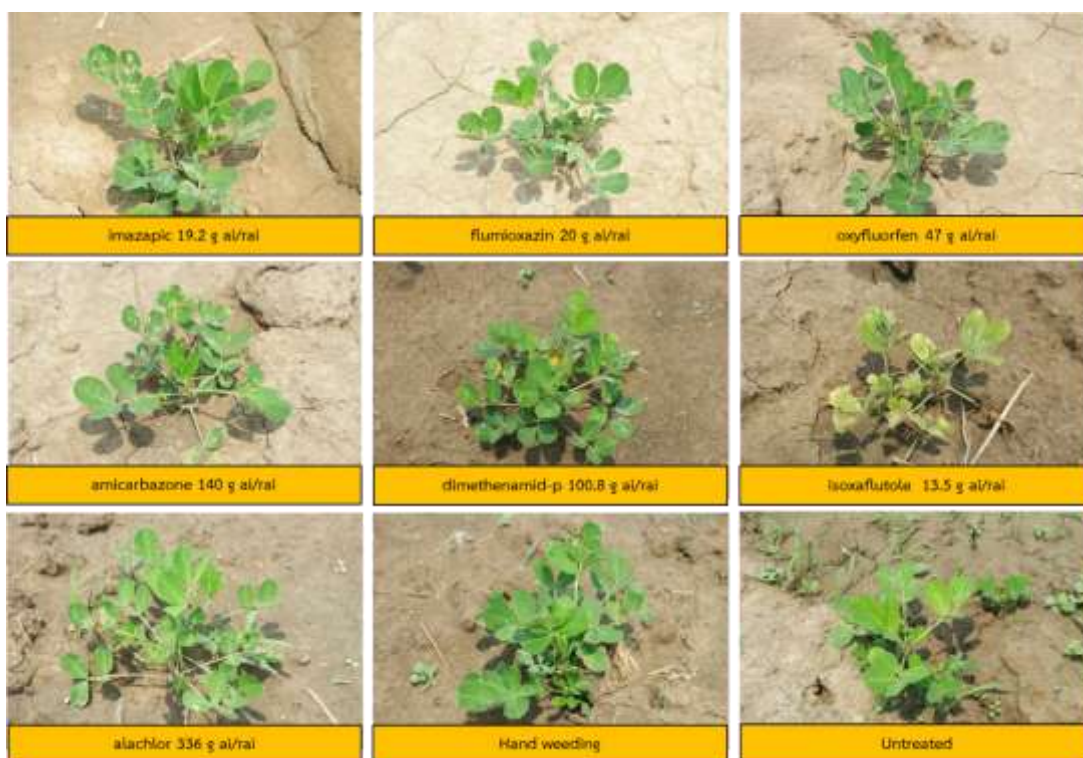 imazapic 19.2 g ai/rai
flumioxazin 20 g ai/rai
oxyfluorfen 47 g ai/rai
amicarbazone 140 g ai/rai
dimethenamid-p 100.8 g ai/rai
isoxaflutole 13.5 g ai/rai
alachlor 336 g ai/rai
Hand weeding
Untreated